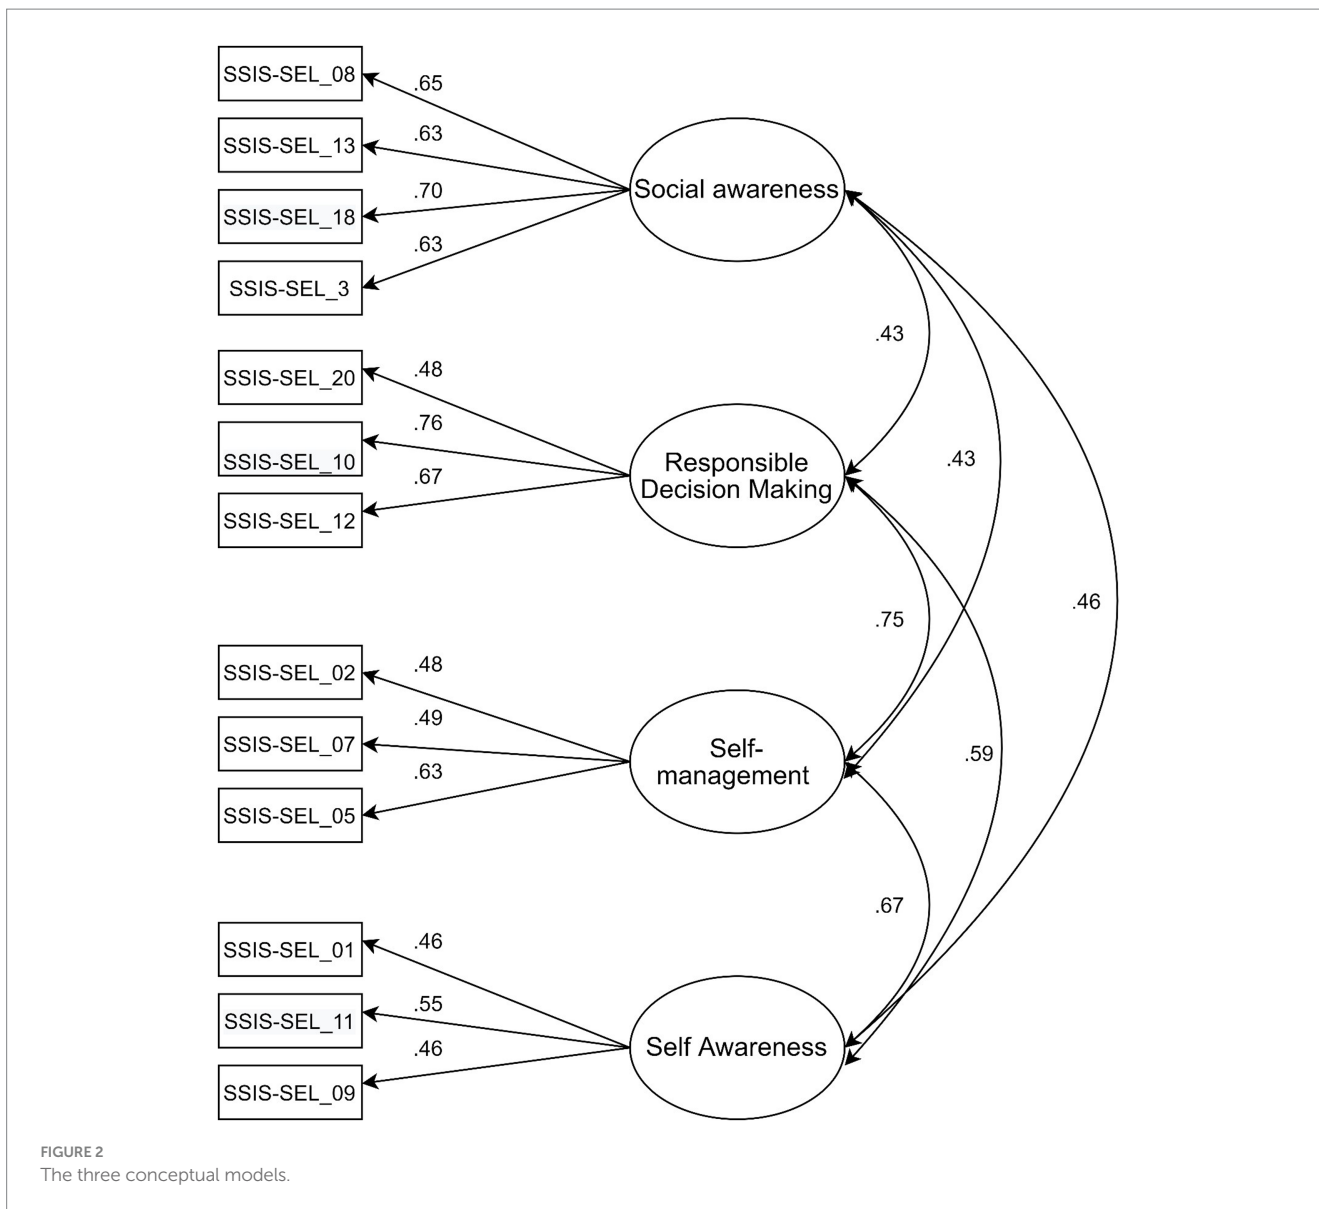 SSIS-SEL_08
.65
SSIS-SEL_13
.63
SSIS-SEL_18
.70
SSIS-SEL_3
.63
Social awareness
.43
SSIS-SEL_20
.48
SSIS-SEL_10
.76
SSIS-SEL_12
.67
Responsible
Decision Making
.43
.75
.46
SSIS-SEL_02
.48
SSIS-SEL_07
.49
SSIS-SEL_05
.63
Self-
management
.59
.67
SSIS-SEL_01
.46
SSIS-SEL_11
.55
SSIS-SEL_09
.46
Self Awareness
FIGURE 2
The three conceptual models.